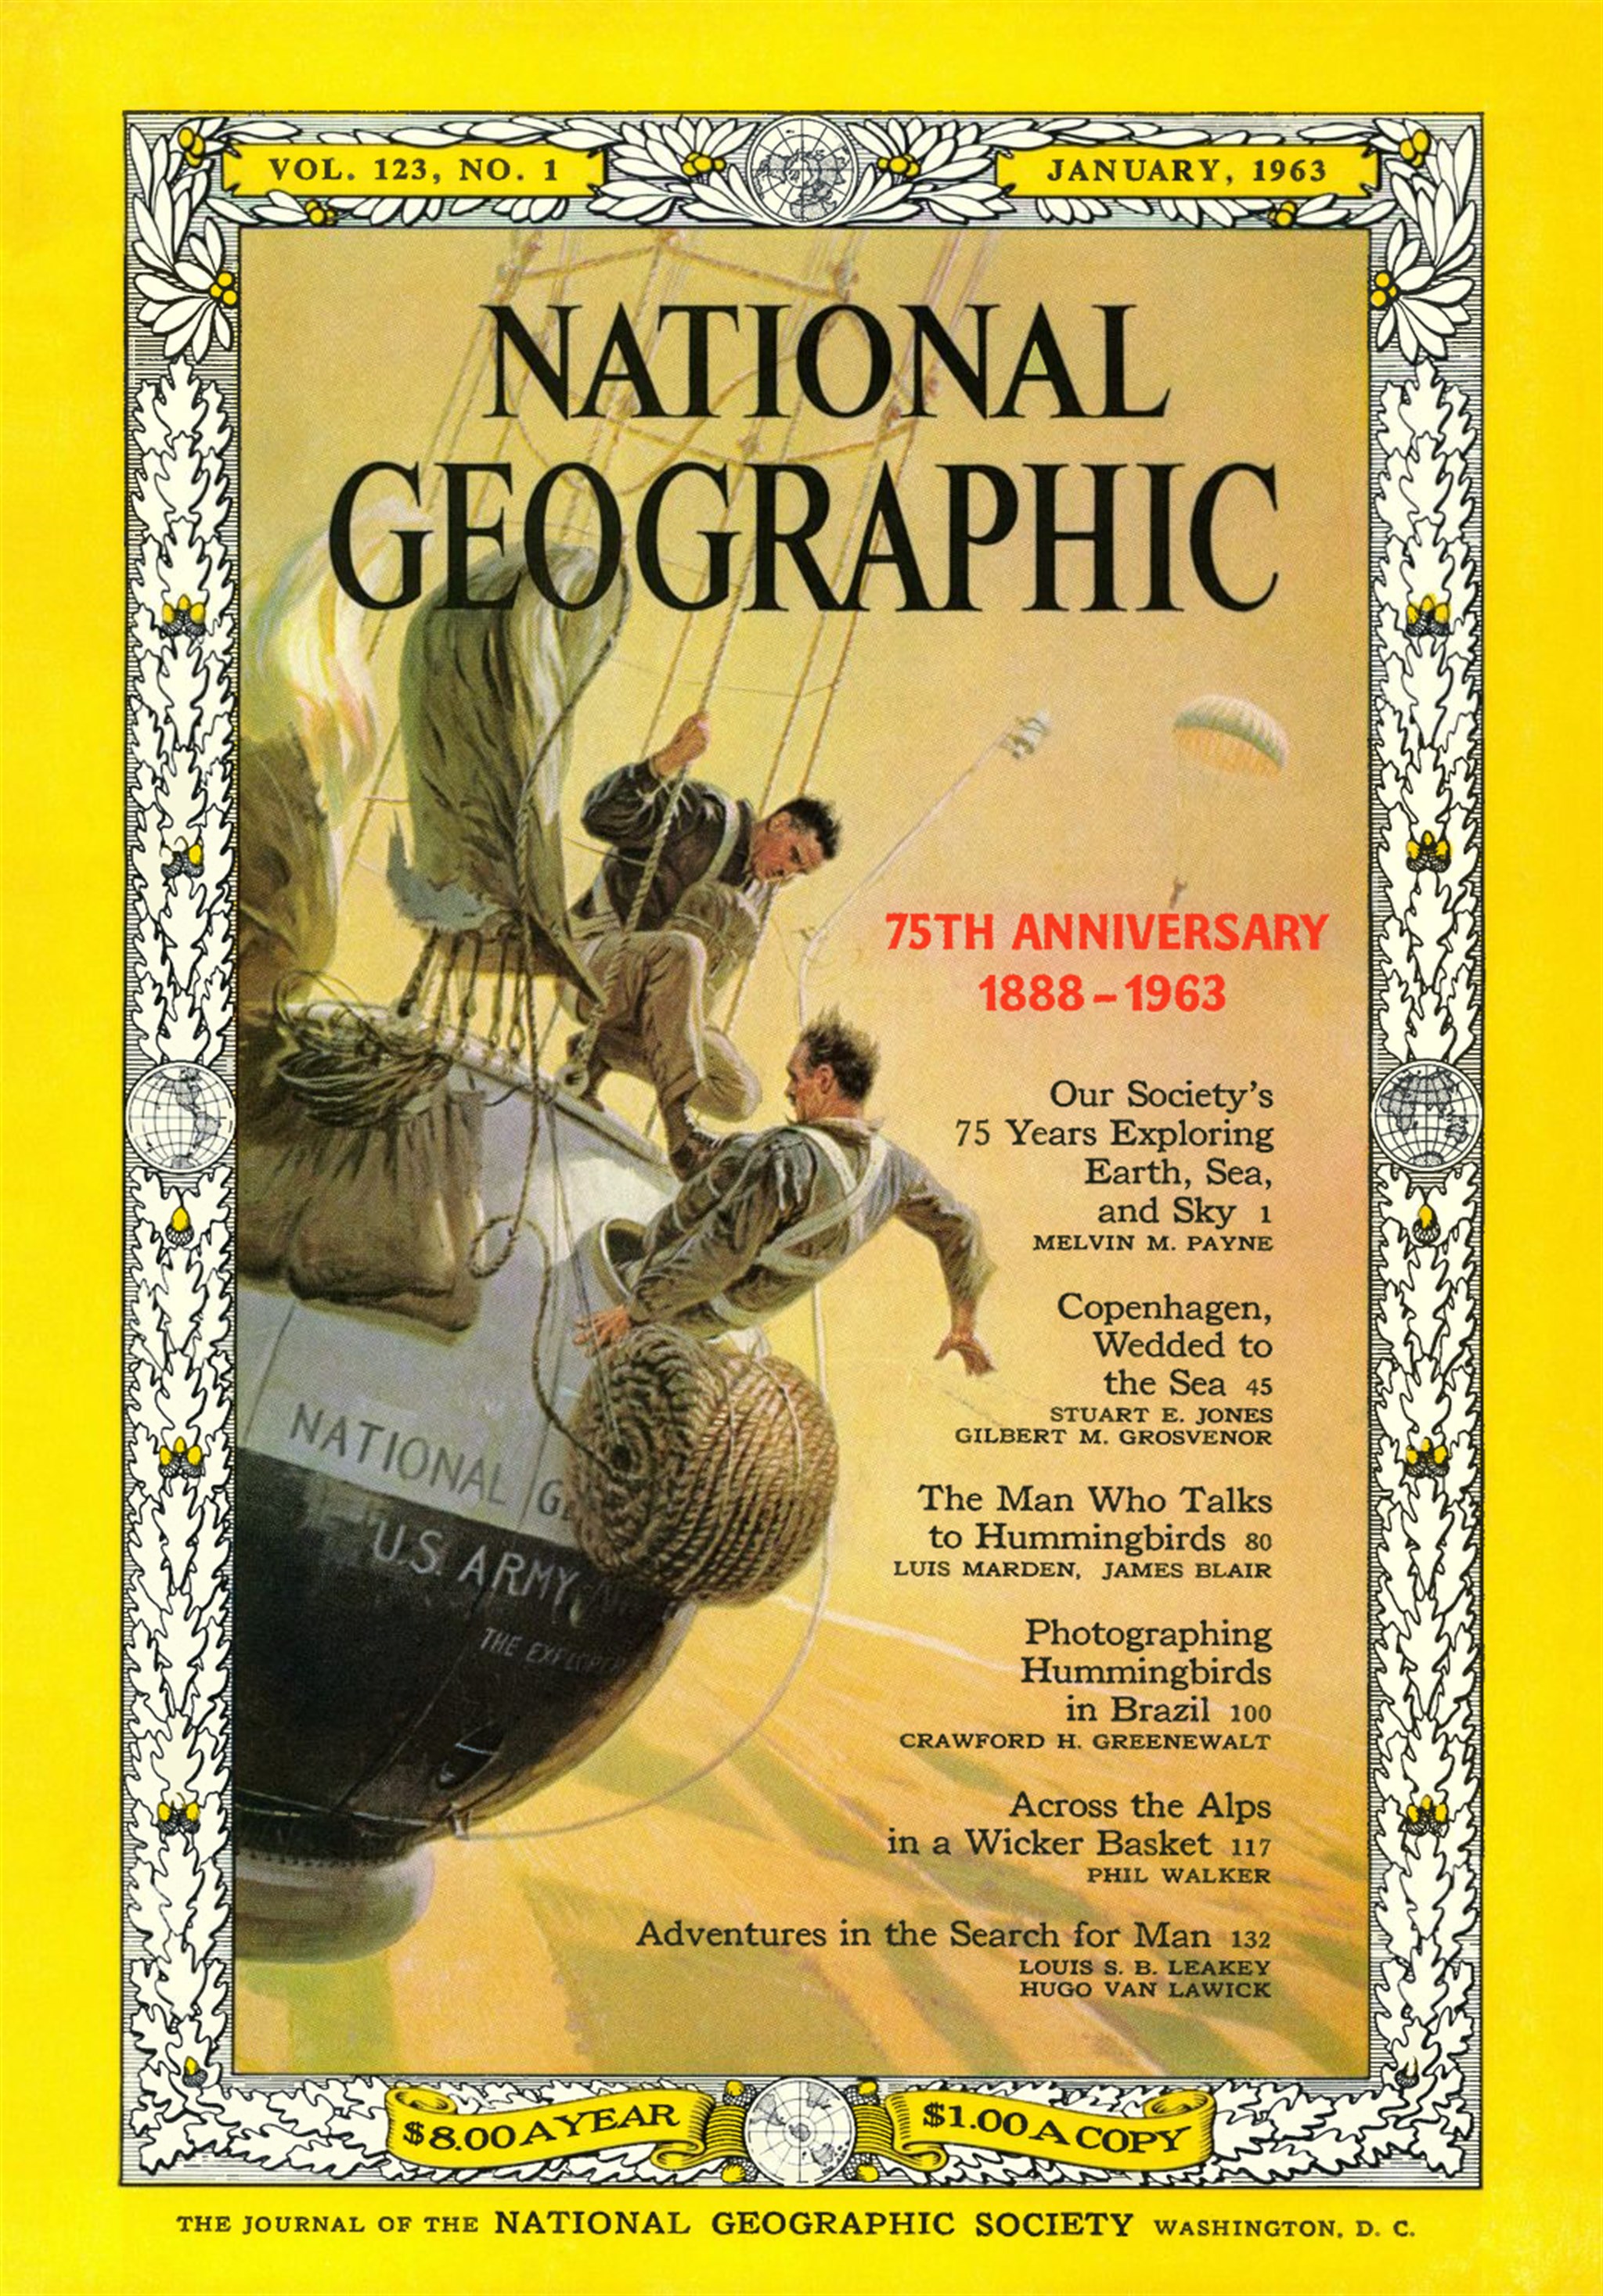 VOL. 123, NO. 1
JANUARY, 1963
NATIONAL
GEOGRAPHIC
75TH ANNIVERSARY
1888–1963
Our Society's
75 Years Exploring
Earth, Sea,
and Sky 1
MELVIN M. PAYNE
Copenhagen,
Wedded to
the Sea 45
STUART E. JONES
GILBERT M. GROSVENOR
The Man Who Talks
to Hummingbirds 80
LUIS MARDEN, JAMES BLAIR
Photographing
Hummingbirds
in Brazil 100
CRAWFORD H. GREENEWALT
Across the Alps
in a Wicker Basket 117
PHIL WALKER
Adventures in the Search for Man 132
LOUIS S. B. LEAKEY
HUGO VAN LAWICK
NATIONAL G
U.S. ARMY
THE
$8.00 A YEAR
$1.00 A COPY
THE JOURNAL OF THE NATIONAL GEOGRAPHIC SOCIETY WASHINGTON, D. C.